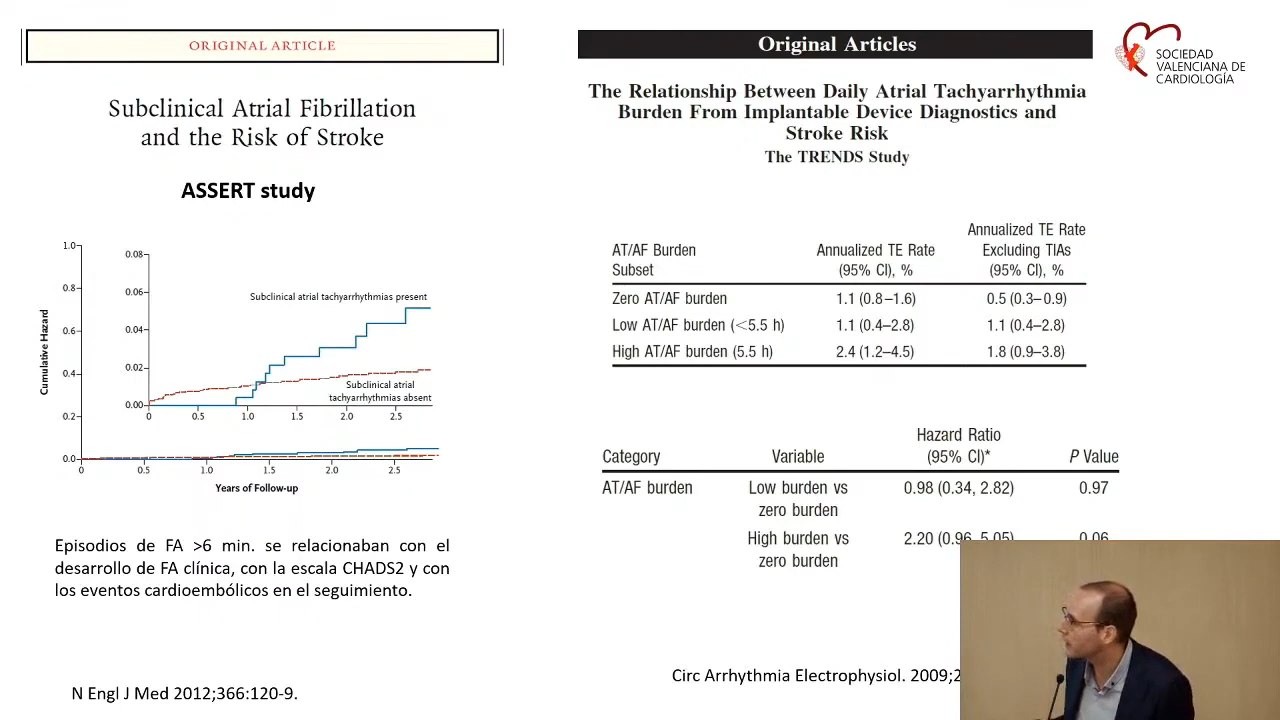 ORIGINAL ARTICLE
Subclinical Atrial Fibrillation
and the Risk of Stroke
ASSERT study
Cumulative Hazard
1.0
0.8
0.6
0.4
0.2
0.0
0
0.5
1.0
1.5
2.0
2.5
0.08
0.06
0.04
0.02
0.00
0
0.5
1.0
1.5
2.0
2.5
Subclinical atrial tachyarrhythmias present
Subclinical atrial
tachyarrhythmias absent
Years of Follow-up
Episodios de FA >6 min. se relacionaban con el
desarrollo de FA clínica, con la escala CHADS2 y con
los eventos cardioembólicos en el seguimiento.
N Engl J Med 2012;366:120-9.
Original Articles
The Relationship Between Daily Atrial Tachyarrhythmia
Burden From Implantable Device Diagnostics and
Stroke Risk
The TRENDS Study
AT/AF Burden
Subset
Annualized TE Rate
(95% CI), %
Annualized TE Rate
Excluding TIAs
(95% CI), %
Zero AT/AF burden 1.1 (0.8–1.6) 0.5 (0.3–0.9)
Low AT/AF burden (<5.5 h) 1.1 (0.4–2.8) 1.1 (0.4–2.8)
High AT/AF burden (5.5 h) 2.4 (1.2–4.5) 1.8 (0.9–3.8)
Hazard Ratio
Category Variable (95% CI)* P Value
AT/AF burden Low burden vs 0.98 (0.34, 2.82) 0.97
zero burden
High burden vs 2.20 (0.96, 5.05) 0.06
zero burden
Circ Arrhythmia Electrophysiol. 2009;2
SOCIEDAD
VALENCIANA DE
CARDIOLOGÍA